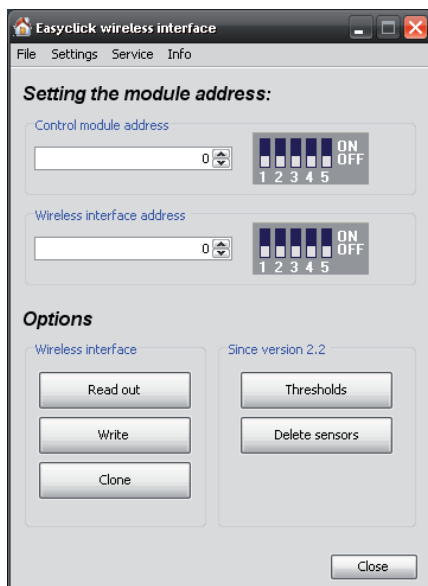 Easyclick wireless interface
File Settings Service Info
Setting the module address:
Control module address
0
ON
OFF
1 2 3 4 5
Wireless interface address
0
ON
OFF
1 2 3 4 5
Options
Wireless interface
Since version 2.2
Read out
Thresholds
Write
Delete sensors
Clone
Close